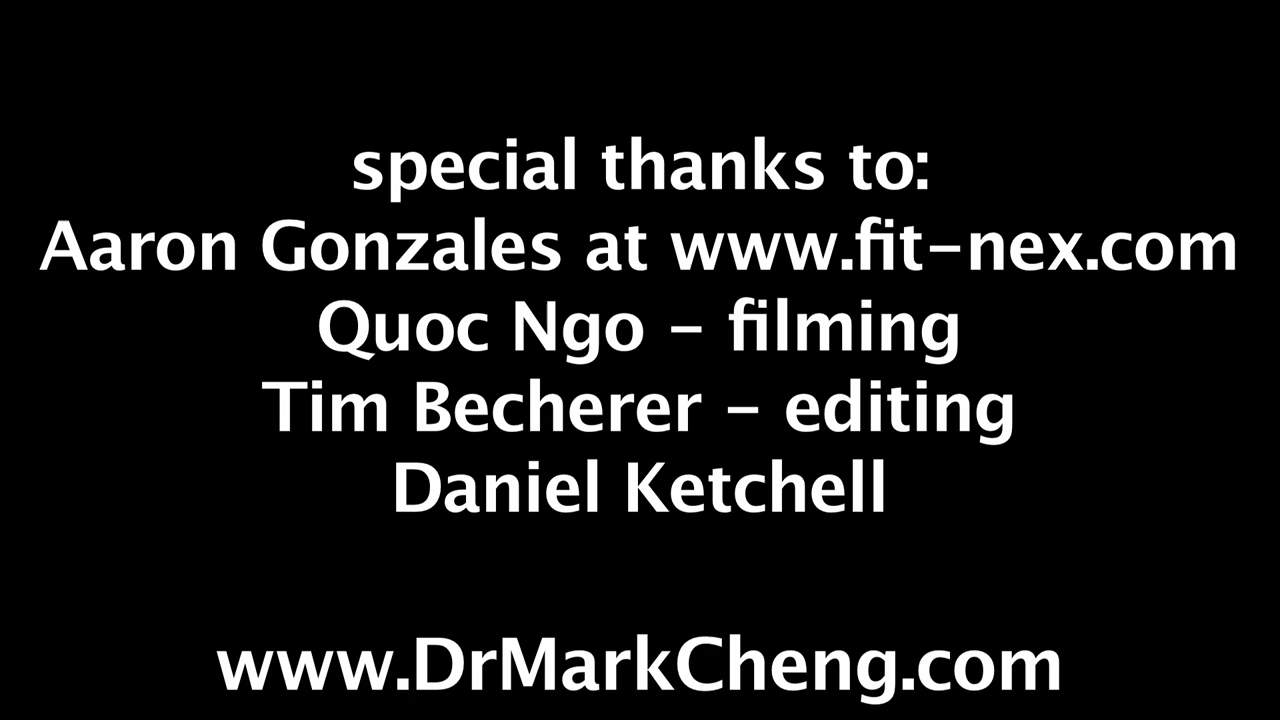 special thanks to:
Aaron Gonzales at www.fit-nex.com
Quoc Ngo - filming
Tim Becherer - editing
Daniel Ketchell
www.DrMarkCheng.com